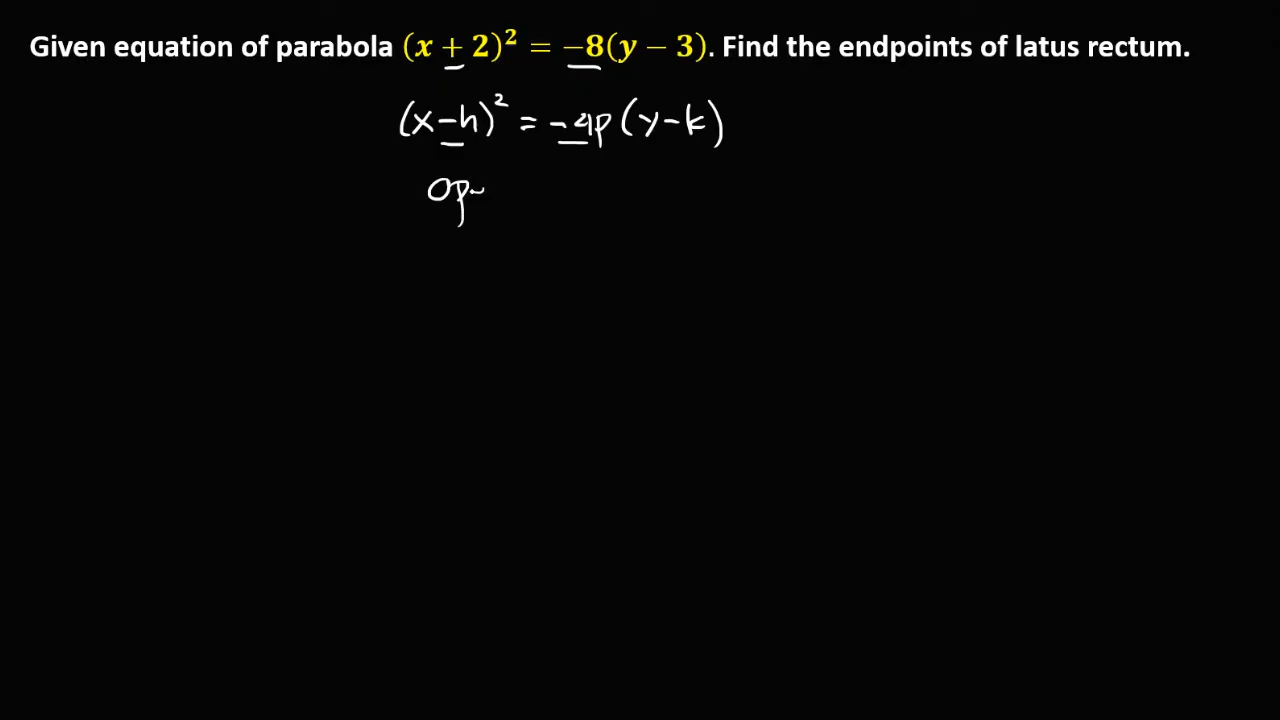 Given equation of parabola (x + 2)² = −8(y − 3). Find the endpoints of latus rectum.
(x-h)² = -4p(y-k)